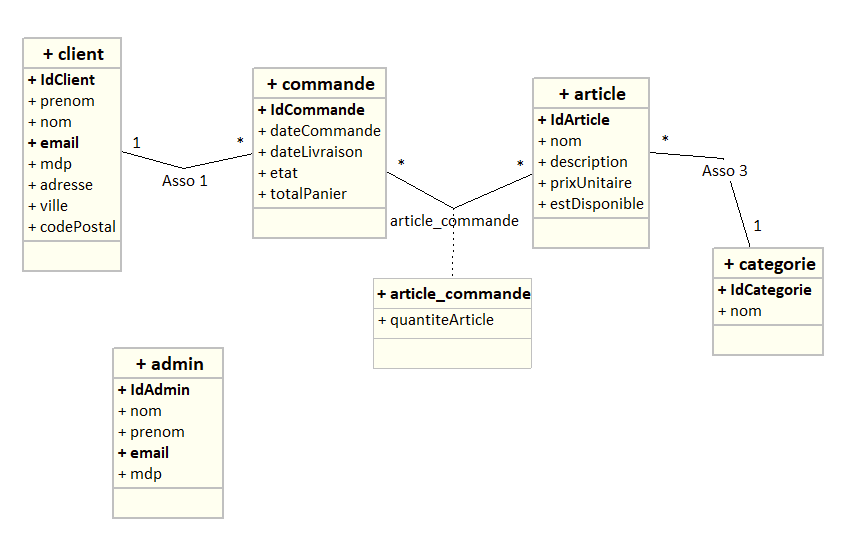 + client
+ IdClient
+ prenom
+ nom
+ email
+ mdp
+ adresse
+ ville
+ codePostal
1
*
Asso 1
+ commande
+ IdCommande
+ dateCommande
+ dateLivraison
+ etat
+ totalPanier
*
*
article_commande
+ article_commande
+ quantiteArticle
+ article
+ IdArticle
+ nom
+ description
+ prixUnitaire
+ estDisponible
*
Asso 3
1
+ categorie
+ IdCategorie
+ nom
+ admin
+ IdAdmin
+ nom
+ prenom
+ email
+ mdp